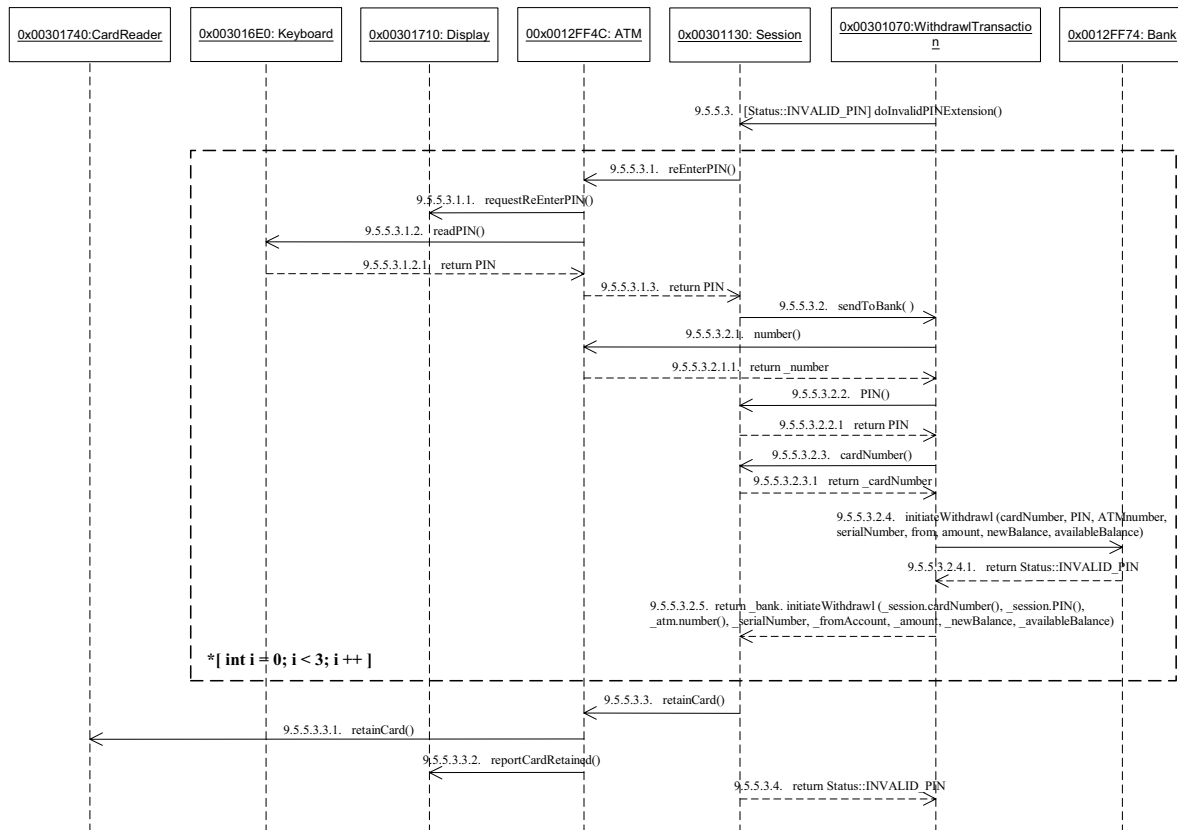 0x00301740:CardReader
0x003016E0: Keyboard
0x00301710: Display
00x0012FF4C: ATM
0x00301130: Session
0x00301070:WithdrawlTransactio
n
0x0012FF74: Bank
9.5.5.3. [Status::INVALID_PIN] doInvalidPINExtension()
9.5.5.3.1. reEnterPIN()
9.5.5.3.1.1. requestReEnterPIN()
9.5.5.3.1.2. readPIN()
9.5.5.3.1.2.1. return PIN
9.5.5.3.1.3. return PIN
9.5.5.3.2. sendToBank( )
9.5.5.3.2.1. number()
9.5.5.3.2.1.1. return _number
9.5.5.3.2.2. PIN()
9.5.5.3.2.2.1 return PIN
9.5.5.3.2.3. cardNumber()
9.5.5.3.2.3.1 return _cardNumber
9.5.5.3.2.4. initiateWithdrawl (cardNumber, PIN, ATMnumber,
serialNumber, from, amount, newBalance, availableBalance)
9.5.5.3.2.4.1. return Status::INVALID_PIN
9.5.5.3.2.5. return _bank. initiateWithdrawl (_session.cardNumber(), _session.PIN(),
_atm.number(), _serialNumber, _fromAccount, _amount, _newBalance, _availableBalance)
*[ int i = 0; i < 3; i ++ ]
9.5.5.3.3. retainCard()
9.5.5.3.3.1. retainCard()
9.5.5.3.3.2. reportCardRetained()
9.5.5.3.4. return Status::INVALID_PIN